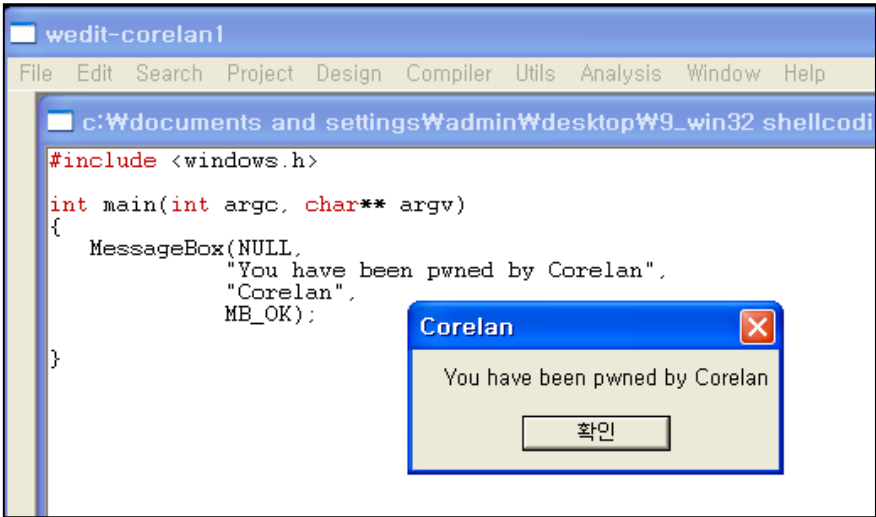 wedit-corelan1
File Edit Search Project Design Compiler Utils Analysis Window Help
c:₩documents and settings₩admin₩desktop₩9_win32 shellcodi
#include <windows.h>
int main(int argc, char** argv)
{
MessageBox(NULL,
"You have been pwned by Corelan",
"Corelan",
MB_OK);
}
Corelan
You have been pwned by Corelan
확인